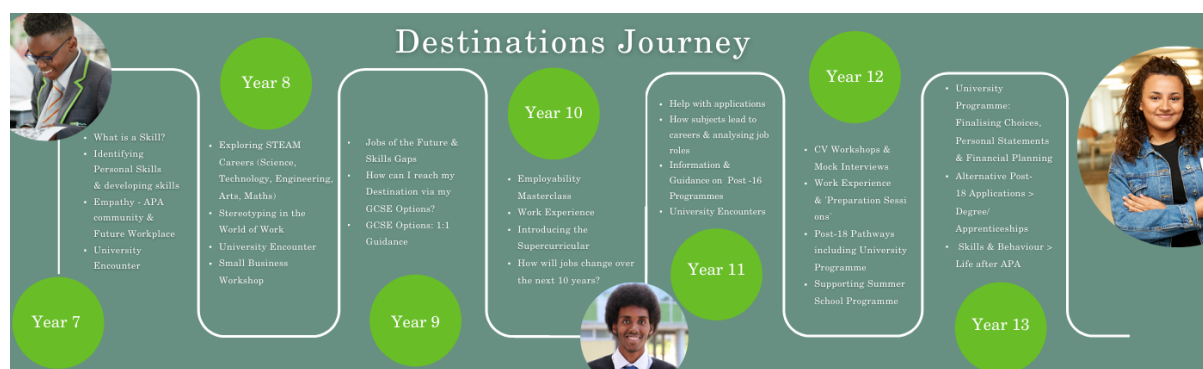 Destinations Journey
Year 7
• What is a Skill?
• Identifying
Personal Skills
& developing skills
• Empathy - APA
community &
Future Workplace
• University
Encounter
Year 8
• Exploring STEAM
Careers (Science,
Technology, Engineering,
Arts, Maths)
• Stereotyping in the
World of Work
• University Encounter
• Small Business
Workshop
• Jobs of the Future &
Skills Gaps
• How can I reach my
Destination via my
GCSE Options?
• GCSE Options: 1:1
Guidance
Year 9
Year 10
• Employability
Masterclass
• Work Experience
• Introducing the
Supercurricular
• How will jobs change over
the next 10 years?
• Help with applications
• How subjects lead to
careers & analysing job
roles
• Information &
Guidance on Post -16
Programmes
• University Encounters
Year 11
Year 12
• CV Workshops &
Mock Interviews
• Work Experience
& `Preparation Sessi
ons`
• Post-18 Pathways
including University
Programme
• Supporting Summer
School Programme
• University
Programme:
Finalising Choices,
Personal Statements
& Financial Planning
• Alternative Post-
18 Applications >
Degree/
Apprenticeships
• Skills & Behaviour >
Life after APA
Year 13